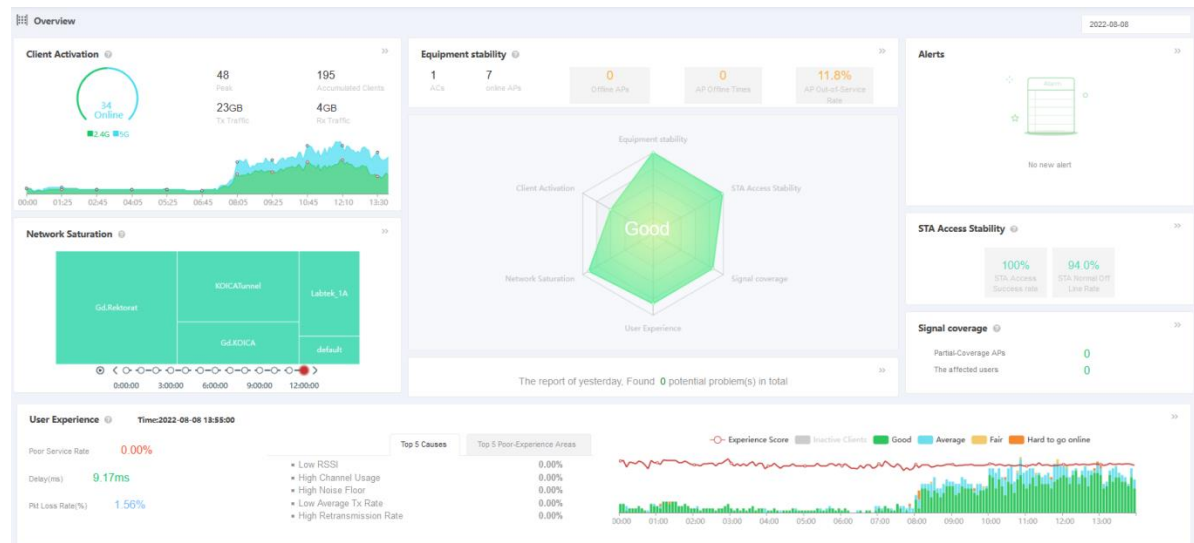 Overview
2022-08-08
Client Activation
34
Online
2.4G 5G
48
Peak
195
Accumulated Clients
23GB
Tx Traffic
4GB
Rx Traffic
00:00 01:25 02:45 04:05 05:25 06:45 08:05 09:25 10:45 12:10 13:30
Equipment stability
1
ACs
7
online APs
0
Offline APs
0
AP Offline Times
11.8%
AP Out-of-Service
Rate
Alerts
No new alert
Equipment stability
Client Activation
STA Access Stability
Good
Network Saturation
Signal coverage
User Experience
Network Saturation
Gd.Rektorat
KOICATunnel
Labtek_1A
Gd.KOICA
default
0:00:00 3:00:00 6:00:00 9:00:00 12:00:00
STA Access Stability
100%
STA Access
Success rate
94.0%
STA Normal Off
Line Rate
Signal coverage
Partial-Coverage APs 0
The affected users 0
The report of yesterday, Found 0 potential problem(s) in total
User Experience Time:2022-08-08 13:55:00
Poor Service Rate 0.00%
Delay(ms) 9.17ms
Pkt Loss Rate(%) 1.56%
Top 5 Causes Top 5 Poor-Experience Areas
Low RSSI 0.00%
High Channel Usage 0.00%
High Noise Floor 0.00%
Low Average Tx Rate 0.00%
High Retransmission Rate 0.00%
Experience Score Inactive Clients Good Average Fair Hard to go online
00:00 01:00 02:00 03:00 04:00 05:00 06:00 07:00 08:00 09:00 10:00 11:00 12:00 13:00